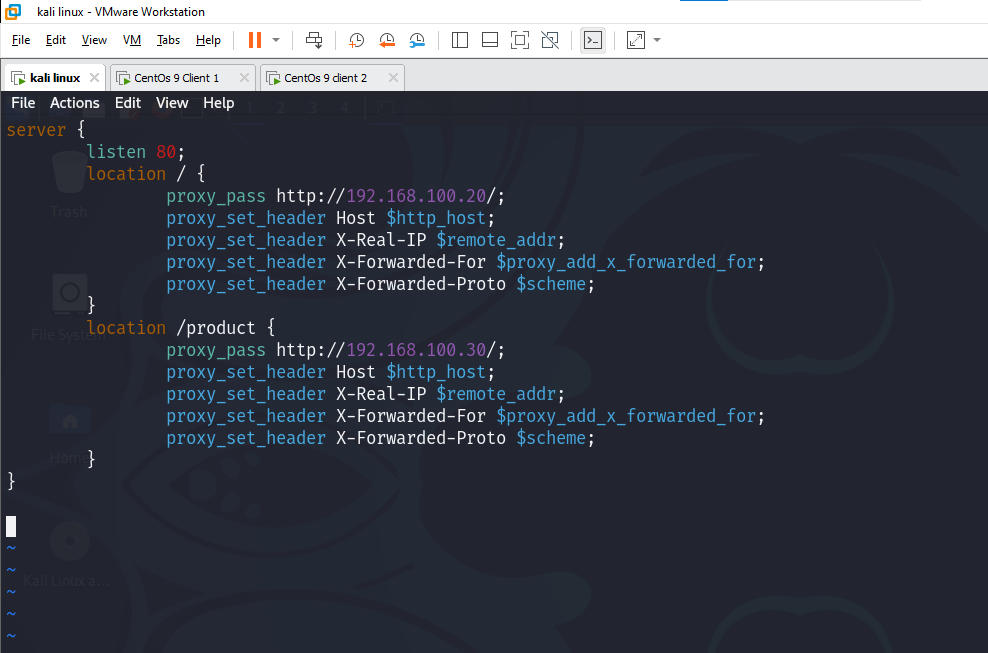 kali linux - VMware Workstation
File Edit View VM Tabs Help
kali linux CentOs 9 Client 1 CentOs 9 client 2
File Actions Edit View Help
1 2 3 4
server {
listen 80;
location / {
proxy_pass http://192.168.100.20/;
proxy_set_header Host $http_host;
proxy_set_header X-Real-IP $remote_addr;
proxy_set_header X-Forwarded-For $proxy_add_x_forwarded_for;
proxy_set_header X-Forwarded-Proto $scheme;
}
location /product {
proxy_pass http://192.168.100.30/;
proxy_set_header Host $http_host;
proxy_set_header X-Real-IP $remote_addr;
proxy_set_header X-Forwarded-For $proxy_add_x_forwarded_for;
proxy_set_header X-Forwarded-Proto $scheme;
}
}
~
~
~
~
~
Trash
File System
Home
Kali Linux a...